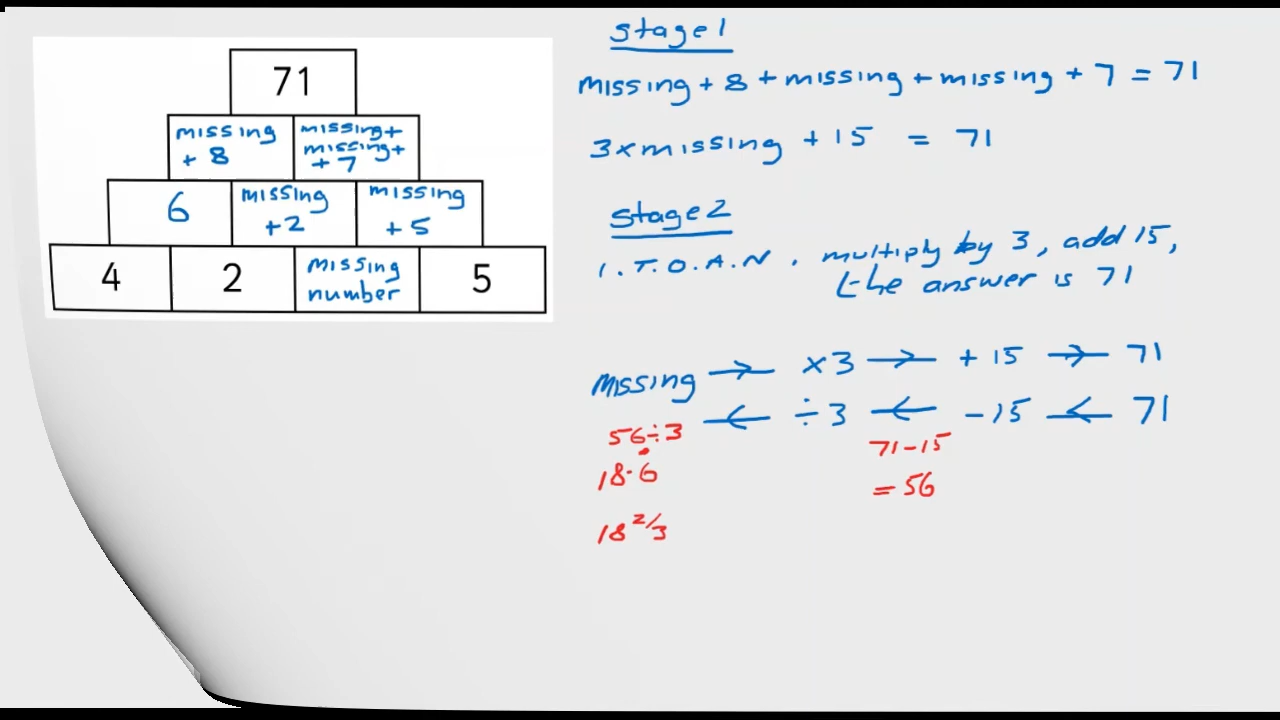 71
missing
+ 8
missing+
missing+
+ 7
6
missing
+2
missing
+5
4
2
missing
number
5
Stage 1
missing + 8 + missing + missing + 7 = 71
3×missing + 15 = 71
Stage 2
I.T.O.A.N. multiply by 3, add 15,
the answer is 71
Missing → ×3 → + 15 → 71
← ÷3 ← -15 ← 71
56÷3
71-15
18·6̇
= 56
18 2/3